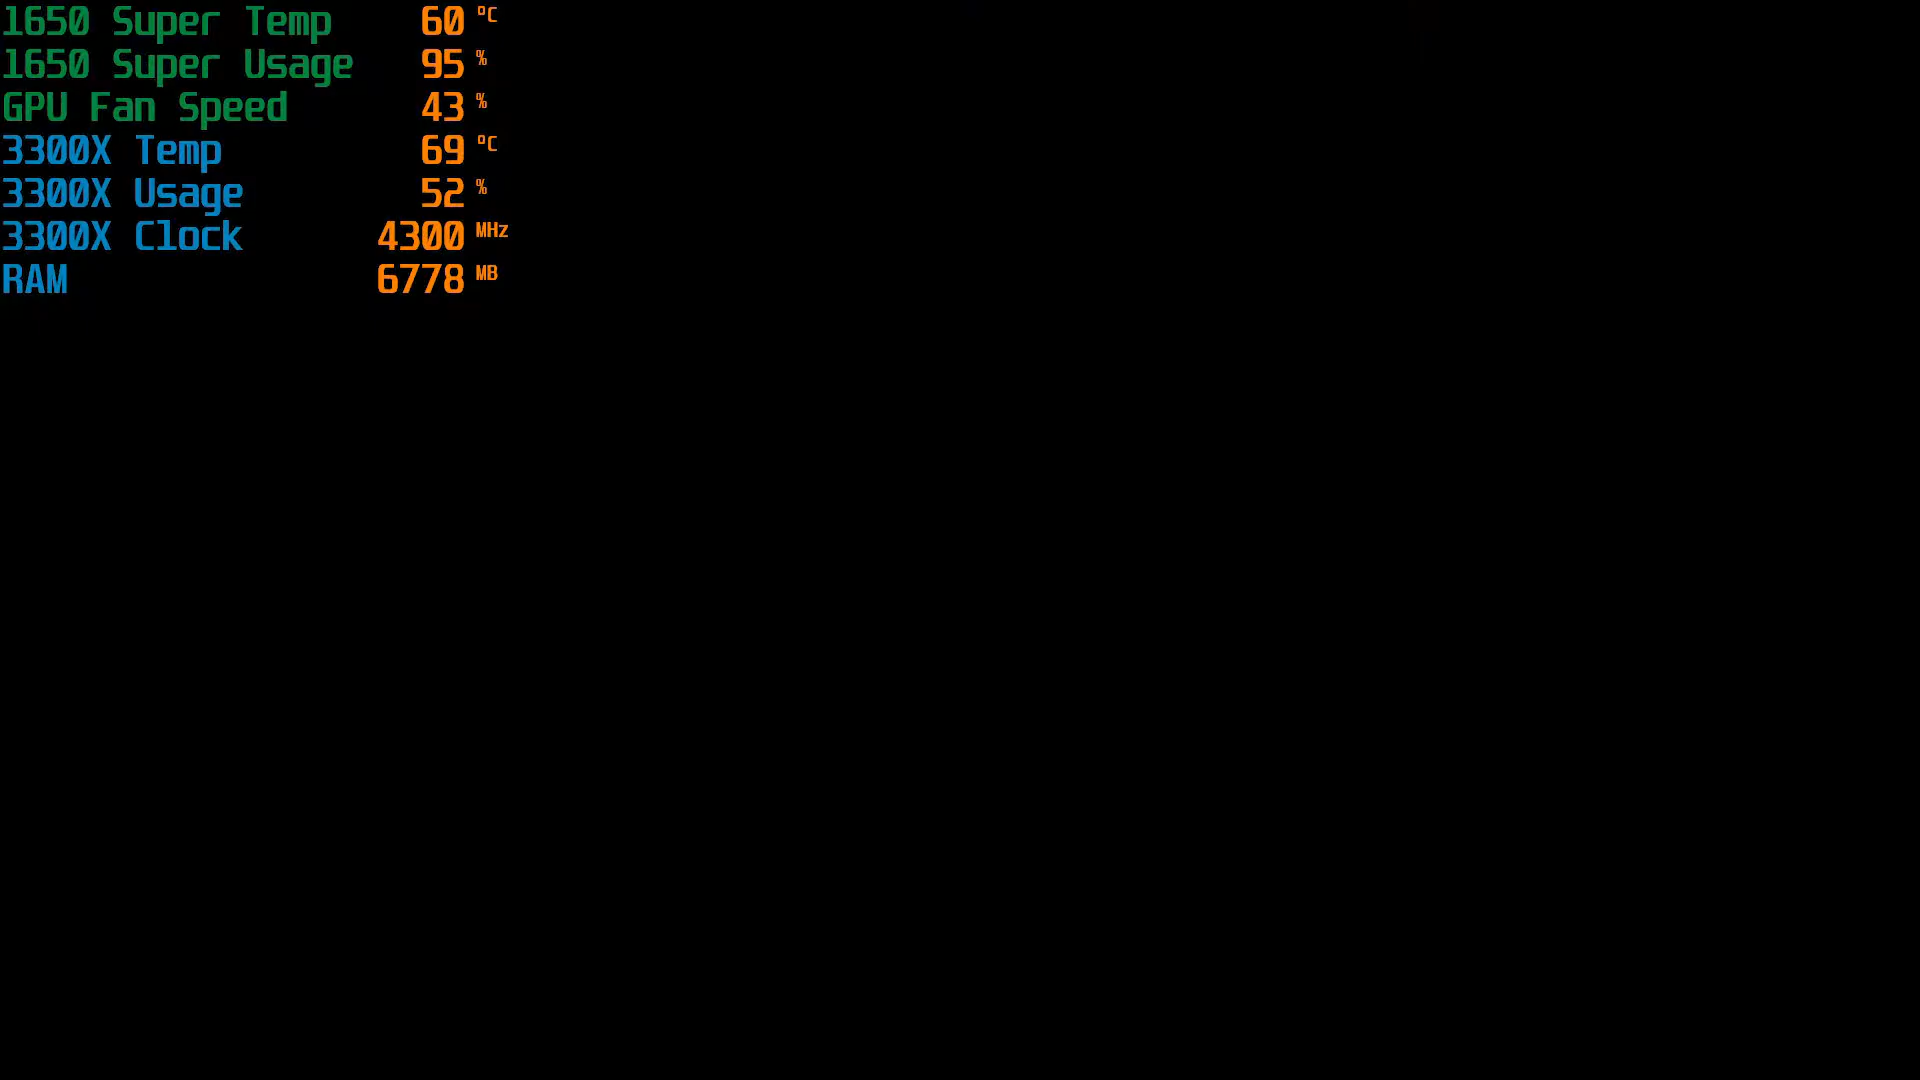 1650 Super Temp 60 °C
1650 Super Usage 95 %
GPU Fan Speed 43 %
3300X Temp 69 °C
3300X Usage 52 %
3300X Clock 4300 MHz
RAM 6778 MB